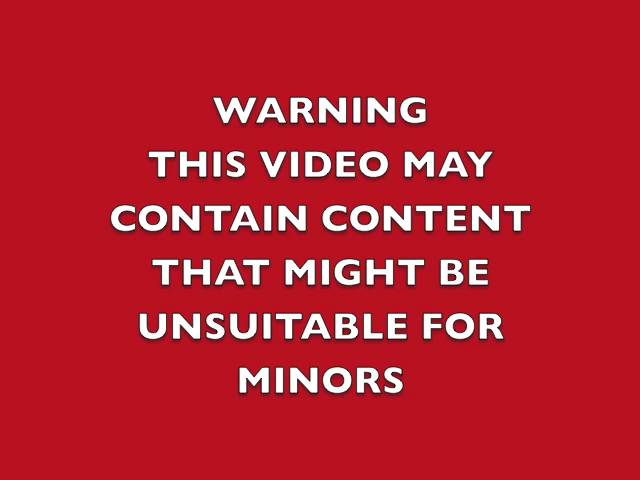 WARNING
THIS VIDEO MAY
CONTAIN CONTENT
THAT MIGHT BE
UNSUITABLE FOR
MINORS